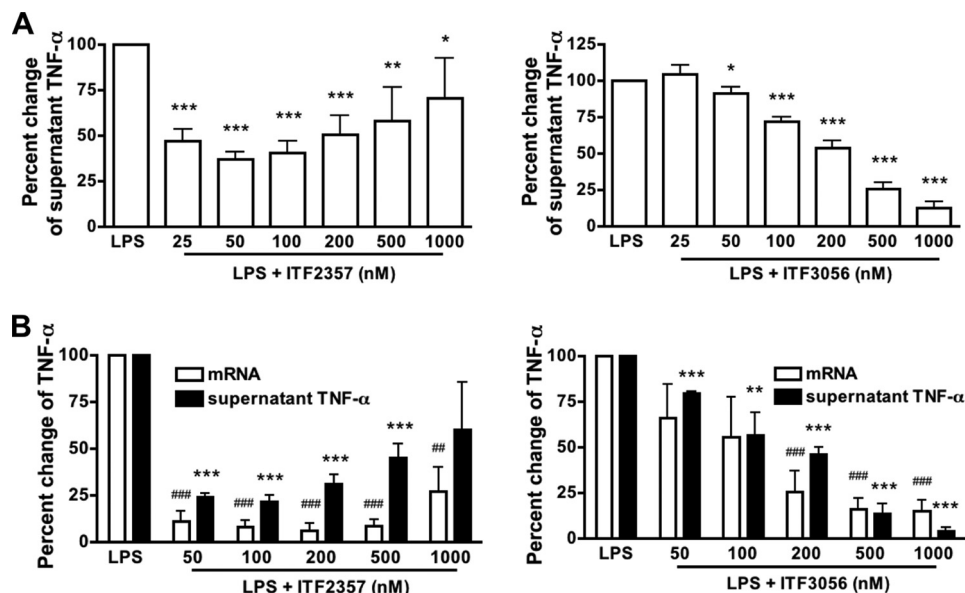 A
Percent change
of supernatant TNF-α
100
75
50
25
0
***
***
***
***
**
*
LPS 25 50 100 200 500 1000
LPS + ITF2357 (nM)
Percent change
of supernatant TNF-α
125
100
75
50
25
0
*
***
***
***
***
LPS 25 50 100 200 500 1000
LPS + ITF3056 (nM)
B
Percent change of TNF-α
100
75
50
25
0
mRNA
supernatant TNF-α
### *** ### *** ### *** ### *** ##
LPS 50 100 200 500 1000
LPS + ITF2357 (nM)
Percent change of TNF-α
100
75
50
25
0
mRNA
supernatant TNF-α
*** ** ### *** ### *** ### ***
LPS 50 100 200 500 1000
LPS + ITF3056 (nM)